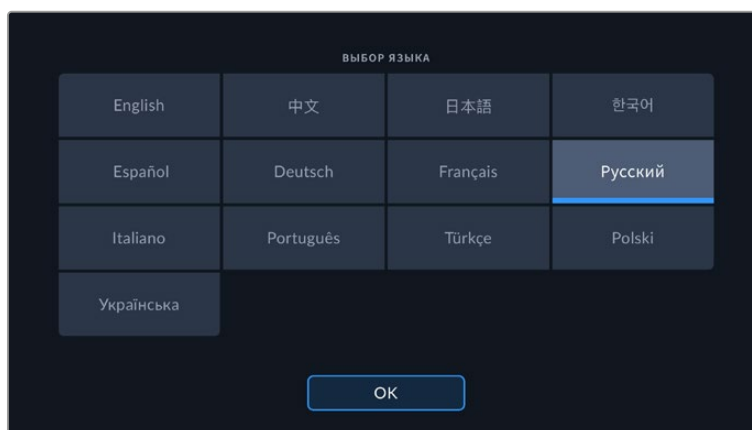 ВЫБОР ЯЗЫКА
English 中文 日本語 한국어
Español Deutsch Français Русский
Italiano Português Türkçe Polski
Українська
OK